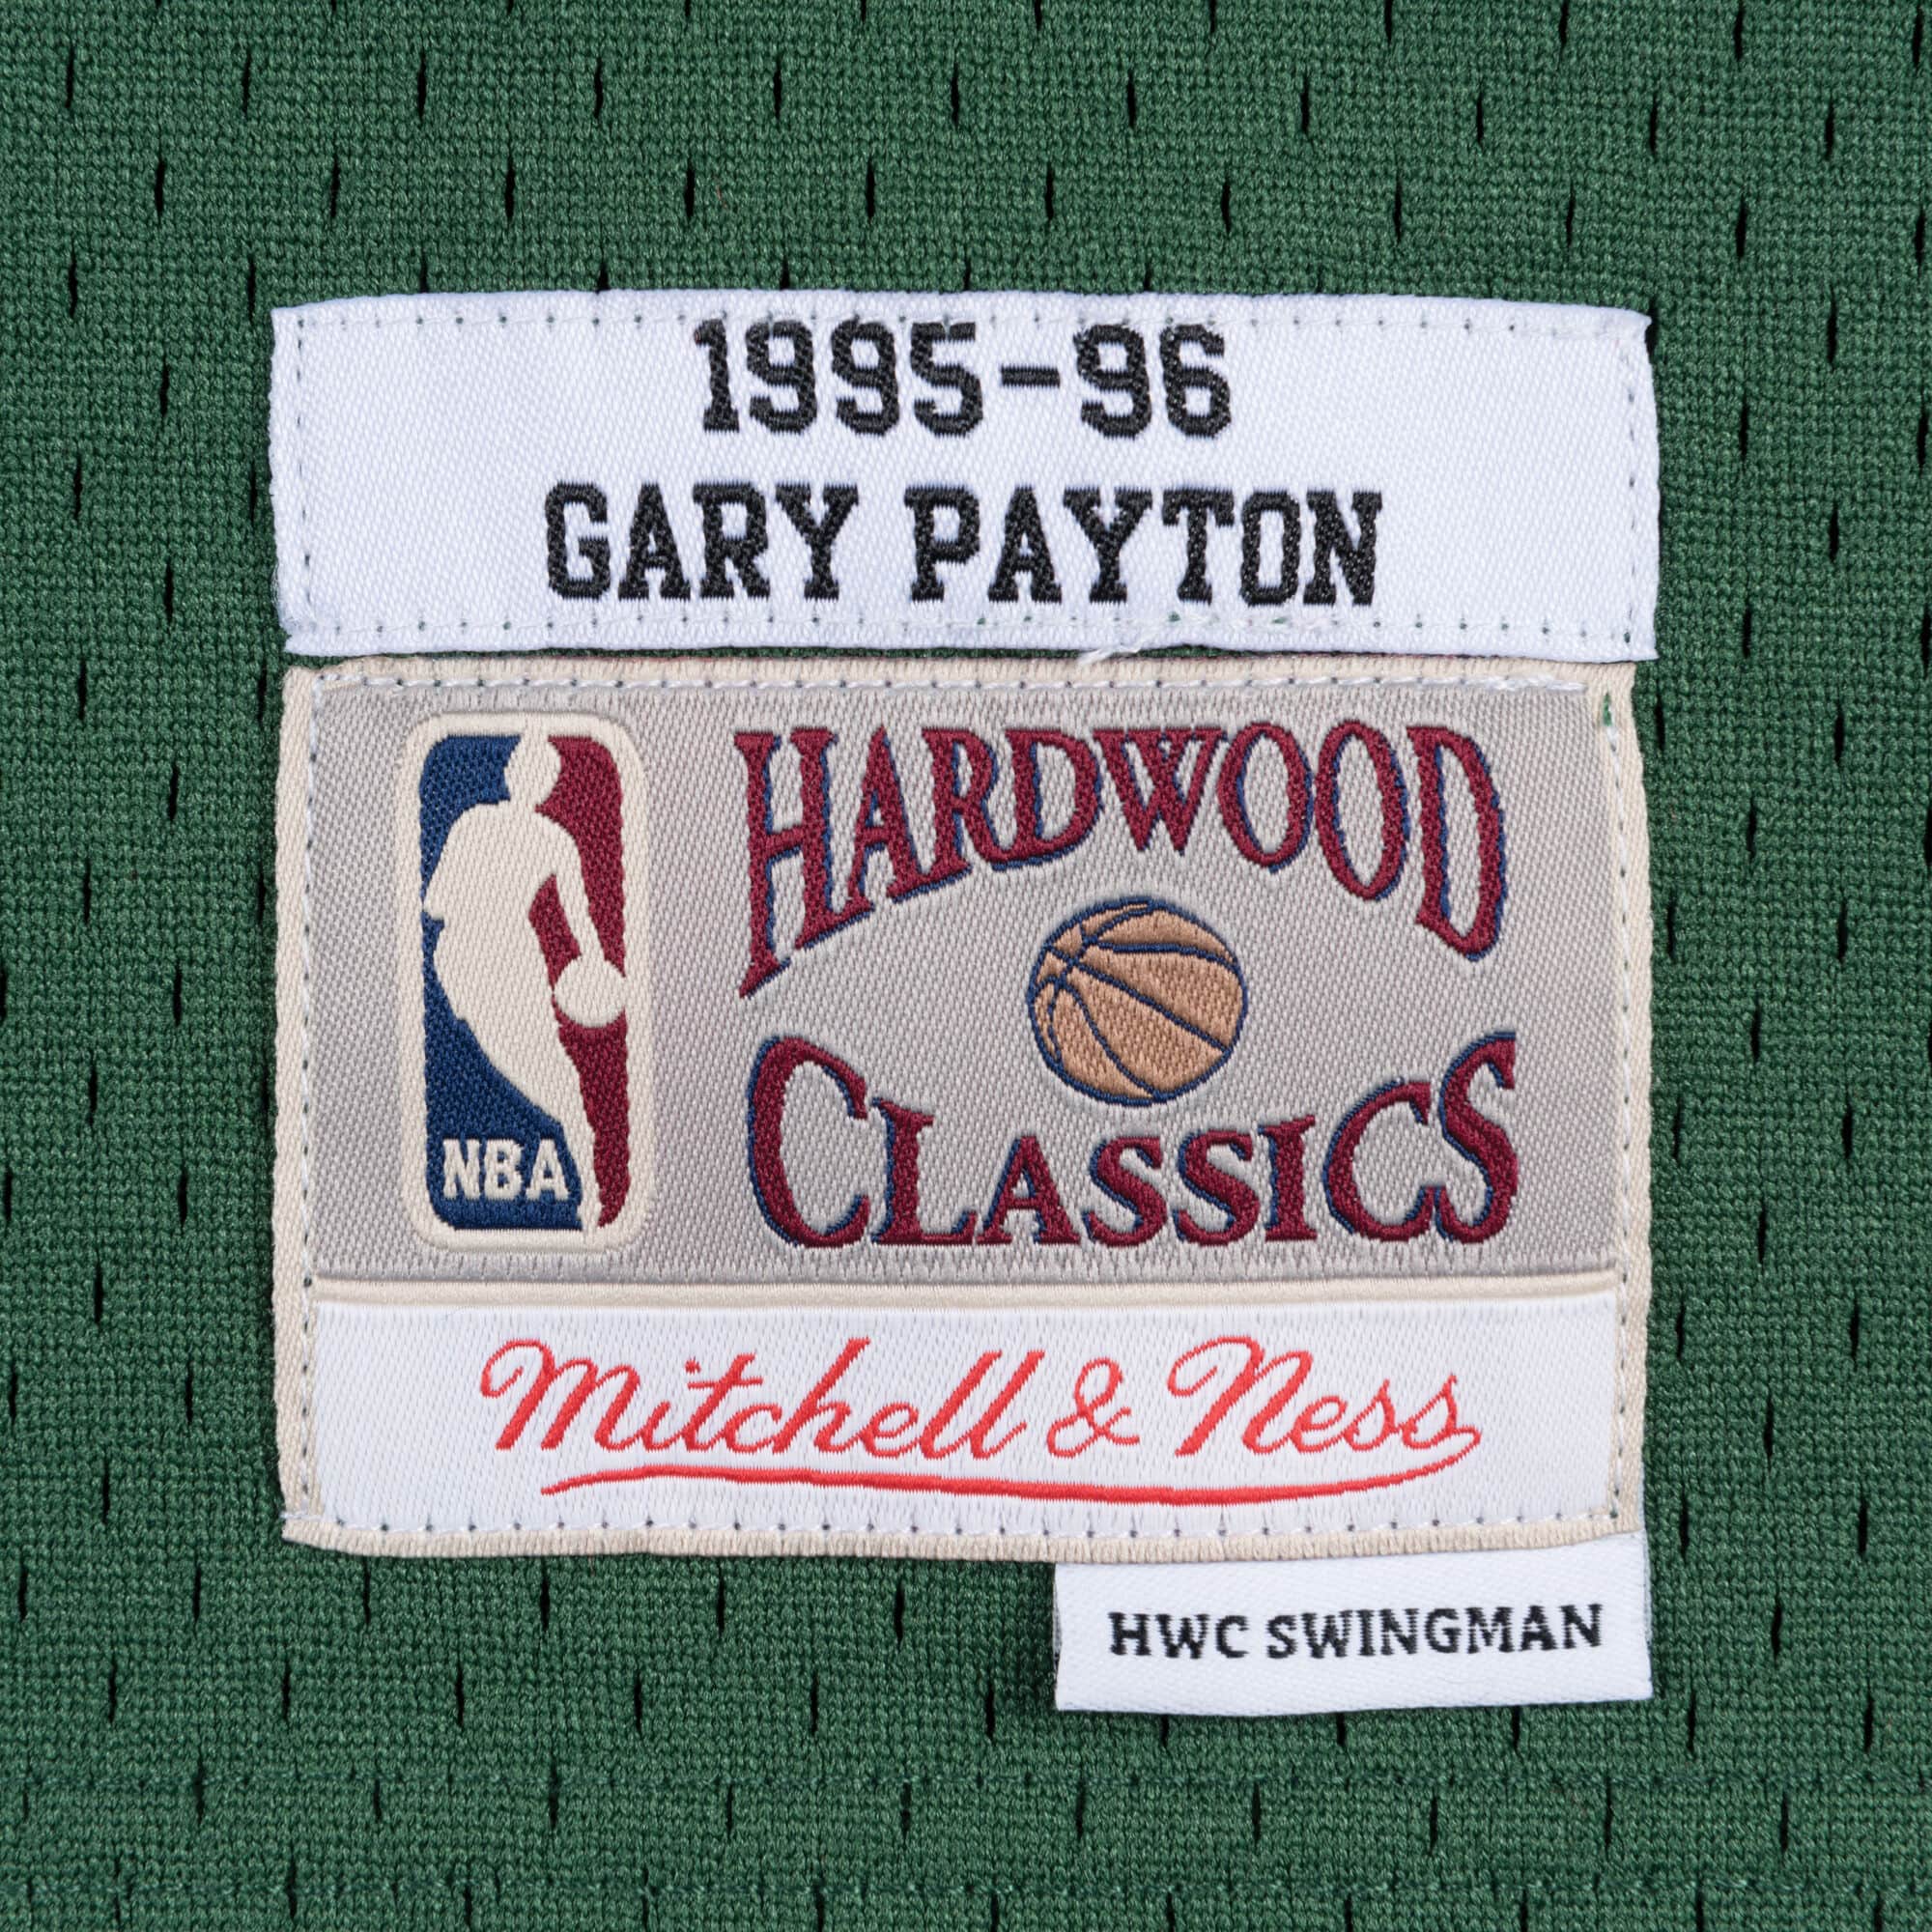 1995-96
GARY PAYTON
HARDWOOD
CLASSICS
NBA
Mitchell & Ness
HWC SWINGMAN